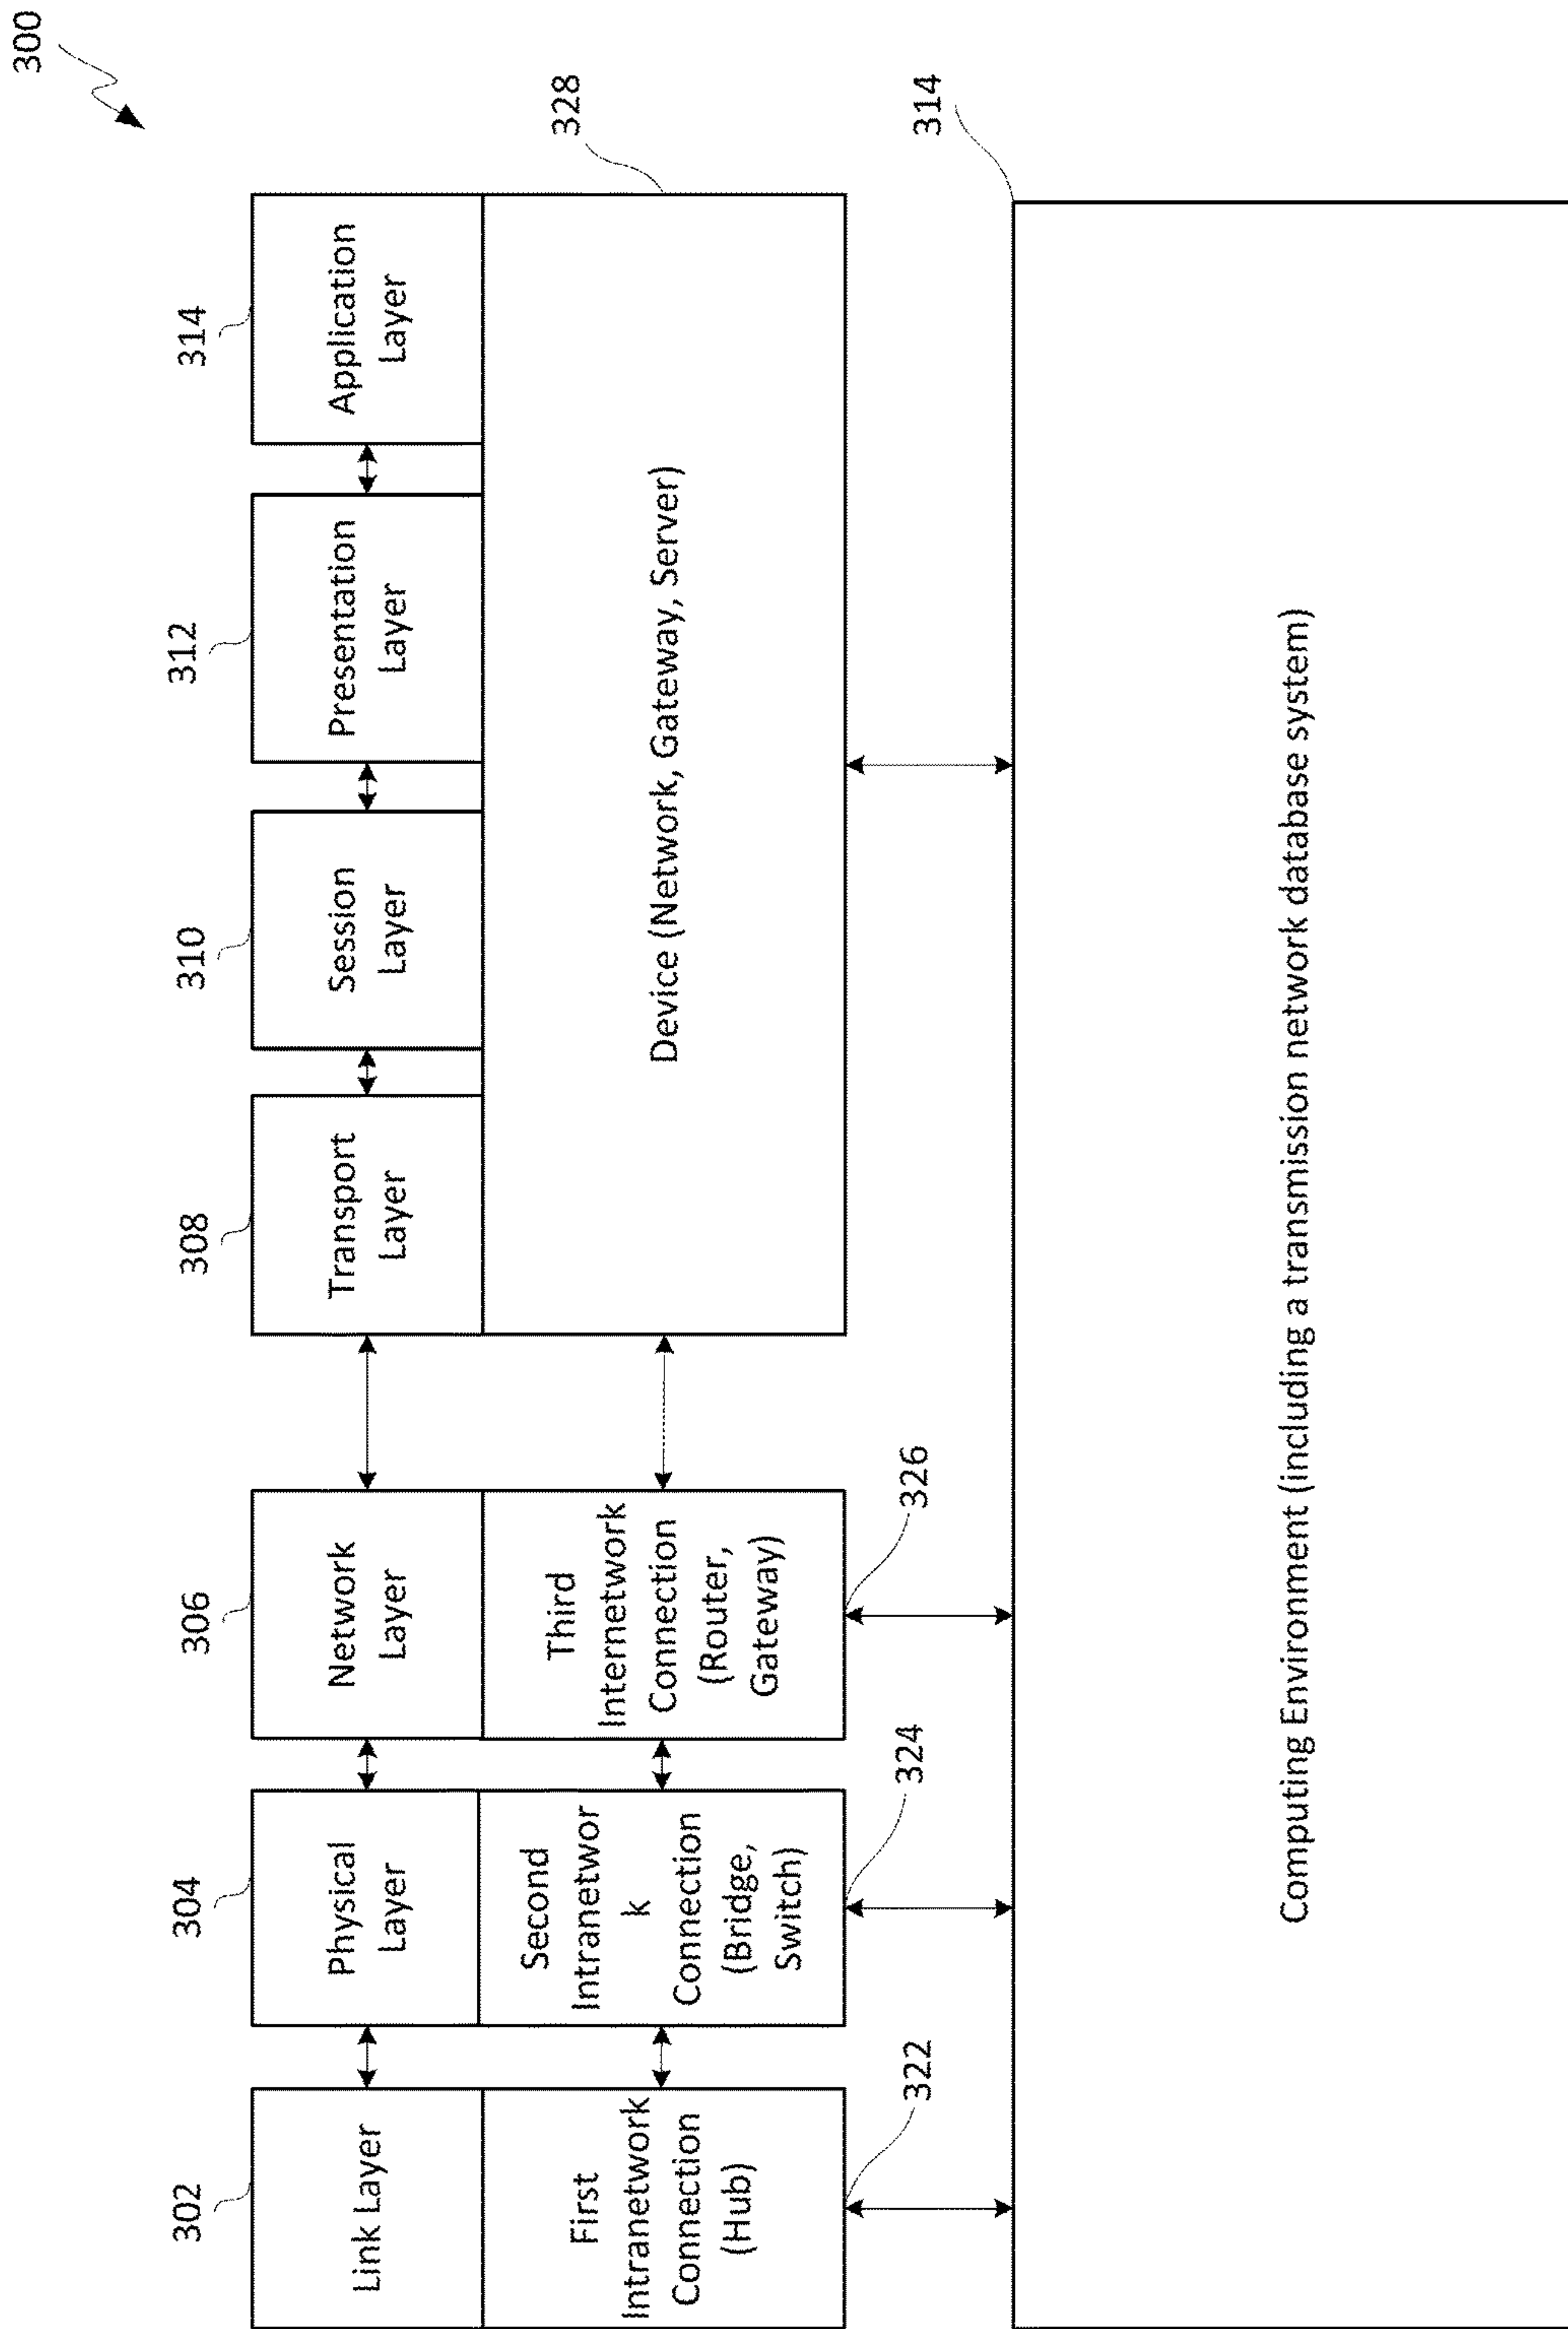 300
302
304
306
308
310
312
314
Link Layer
Physical
Layer
Network
Layer
Transport
Layer
Session
Layer
Presentation
Layer
Application
Layer
First
Intranetwork
Connection
(Hub)
Second
Intranetwor
k
Connection
(Bridge,
Switch)
Third
Internetwork
Connection
(Router,
Gateway)
Device (Network, Gateway, Server)
328
322
324
326
314
Computing Environment (including a transmission network database system)